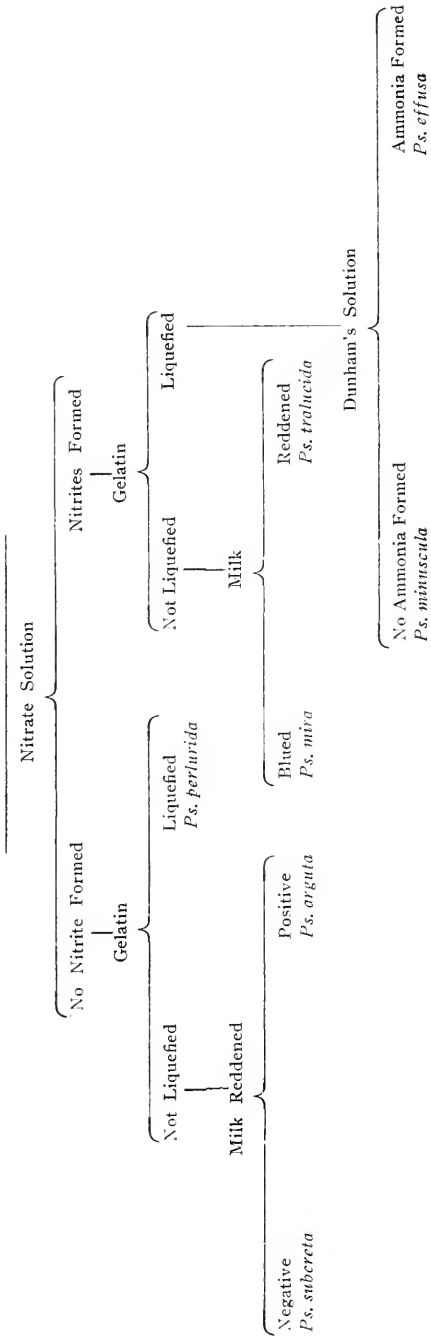 Nitrate Solution
No Nitrite Formed Nitrites Formed
Gelatin Gelatin
Not Liquefied Liquefied Not Liquefied Liquefied
Ps. perlurida
Milk Reddened Milk
Negative Positive Blued Reddened
Ps. subcreta Ps. arguta Ps. mira Ps. tralucida
Dunham's Solution
No Ammonia Formed Ammonia Formed
Ps. minuscula Ps. effusa